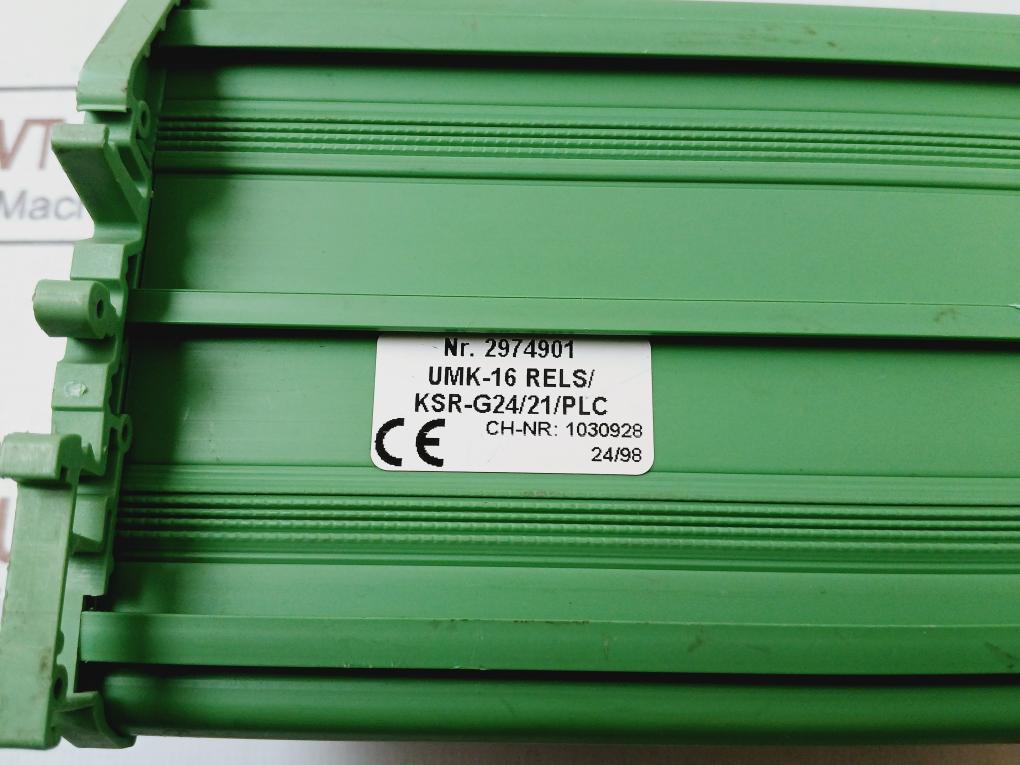 Nr. 2974901
UMK-16 RELS/
KSR-G24/21/PLC
CE CH-NR: 1030928
24/98